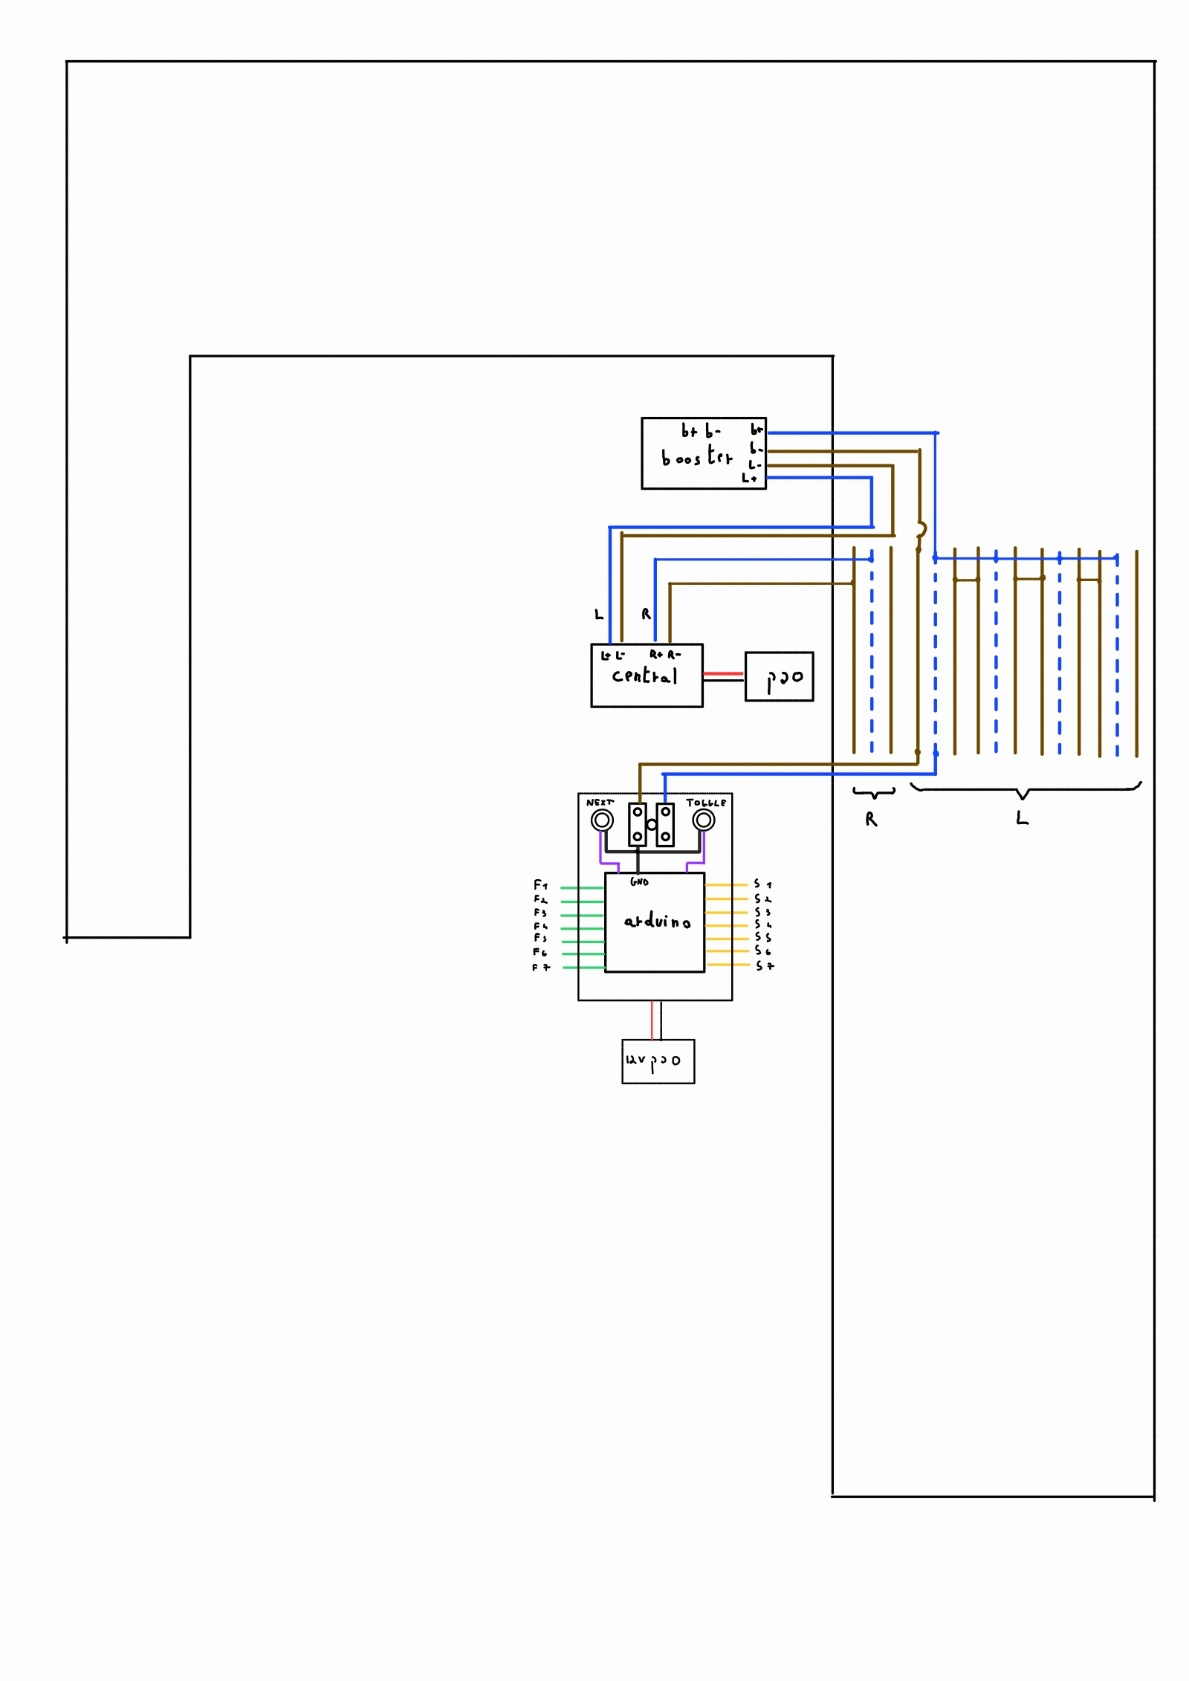 b+ b-
booster
b+
b-
L-
L+
L
R
L+ L-
R+ R-
central
ספק
R
L
NEXT
TOGGLE
GND
arduino
F1
F2
F3
F4
F5
F6
F7
S1
S2
S3
S4
S5
S6
S7
12V ספק